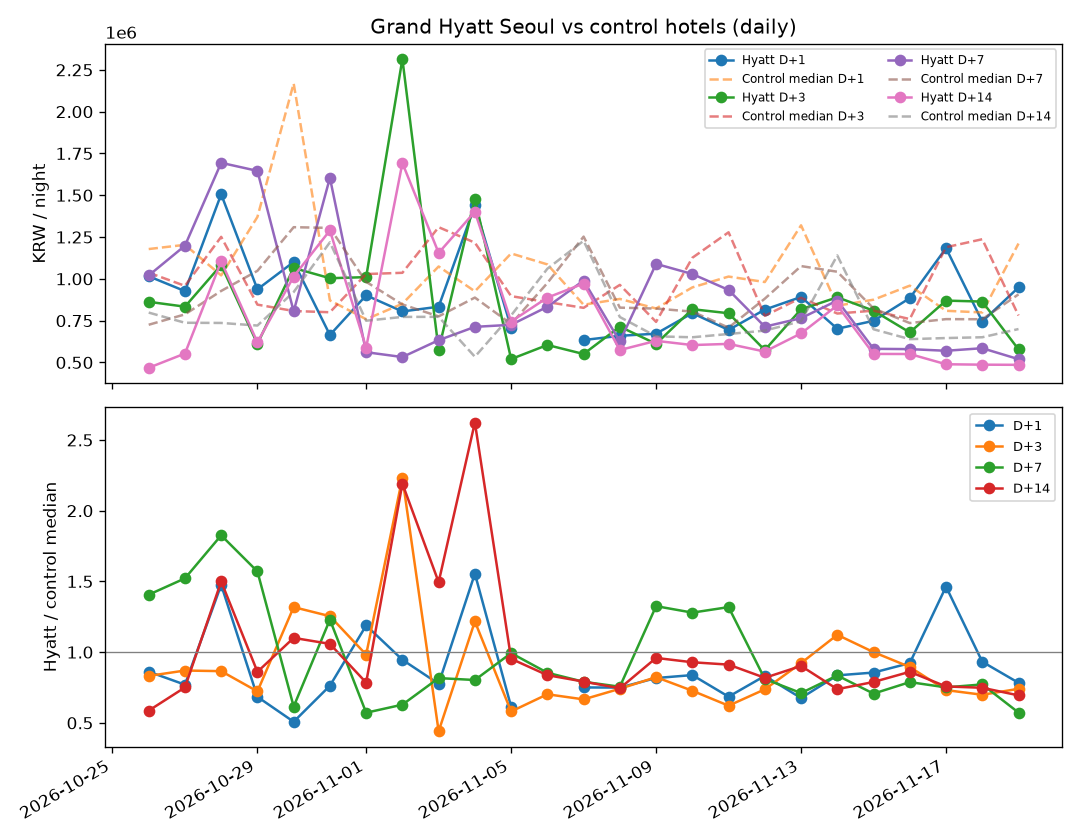 Grand Hyatt Seoul vs control hotels (daily)
1e6
KRW / night
2.25
2.00
1.75
1.50
1.25
1.00
0.75
0.50
Hyatt D+1
Control median D+1
Hyatt D+3
Control median D+3
Hyatt D+7
Control median D+7
Hyatt D+14
Control median D+14
Hyatt / control median
2.5
2.0
1.5
1.0
0.5
D+1
D+3
D+7
D+14
2026-10-25
2026-10-29
2026-11-01
2026-11-05
2026-11-09
2026-11-13
2026-11-17